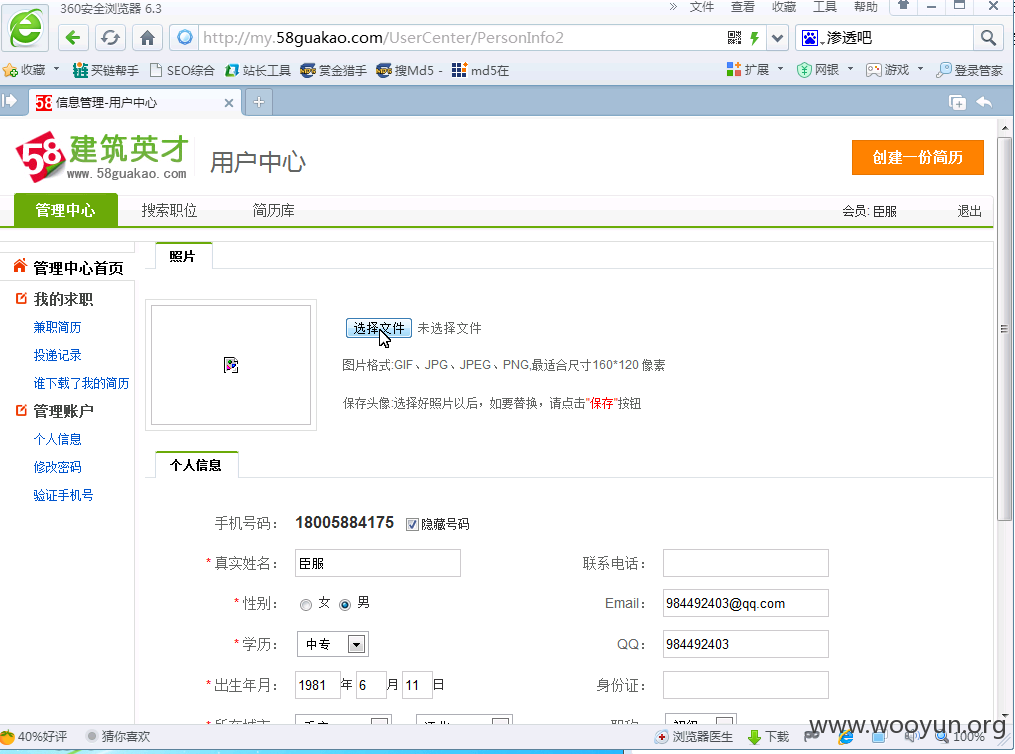 360安全浏览器 6.3
» 文件 查看 收藏 工具 帮助
http://my.58guakao.com/UserCenter/PersonInfo2
渗透吧
收藏 买链帮手 SEO综合 站长工具 赏金猎手 搜Md5 - md5在 扩展 网银 游戏 登录管家
58 信息管理-用户中心
58 建筑英才
www.58guakao.com
用户中心
创建一份简历
管理中心 搜索职位 简历库 会员: 臣服 退出
管理中心首页
我的求职
兼职简历
投递记录
谁下载了我的简历
管理账户
个人信息
修改密码
验证手机号
照片
选择文件 未选择文件
图片格式:GIF、JPG、JPEG、PNG,最适合尺寸160*120 像素
保存头像:选择好照片以后，如要替换，请点击"保存"按钮
个人信息
手机号码： 18005884175 隐藏号码
*真实姓名： 臣服 联系电话：
*性别： 女 男 Email： 984492403@qq.com
*学历： 中专 QQ： 984492403
*出生年月： 1981 年 6 月 11 日 身份证：
www.wooyun.org
40%好评 猜你喜欢 浏览器医生 下载 100%